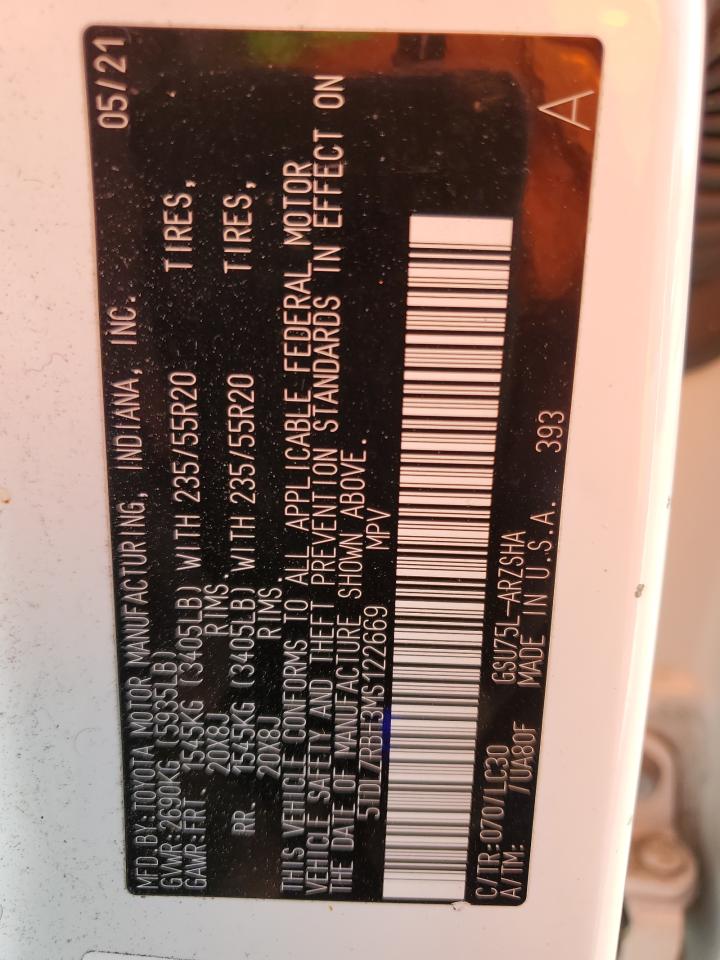 MFD.BY:TOYOTA MOTOR MANUFACTURING, INDIANA, INC. 05/21
GVWR:2690KG (5935LB)
GAWR:FRT. 1545KG (3405LB) WITH 235/55R20 TIRES,
20X8J RIMS.
RR. 1545KG (3405LB) WITH 235/55R20 TIRES,
20X8J RIMS.
THIS VEHICLE CONFORMS TO ALL APPLICABLE FEDERAL MOTOR
VEHICLE SAFETY AND THEFT PREVENTION STANDARDS IN EFFECT ON
THE DATE OF MANUFACTURE SHOWN ABOVE.
5TDLZRBH3MS122669 MPV
C/TR:070/LC30 GSU75L-ARZSHA
A/TM: /UA80F MADE IN U.S.A. 393
A